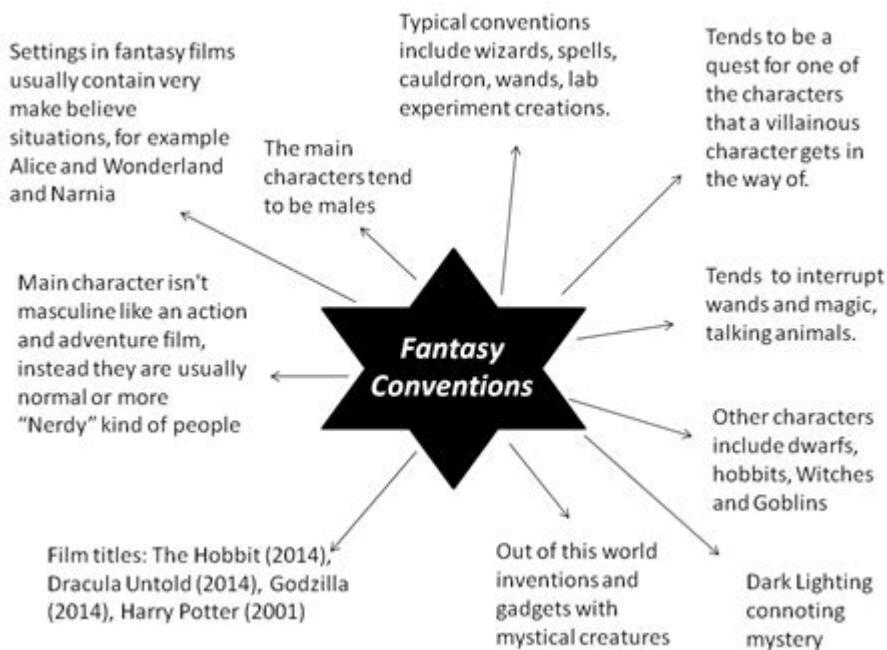 Settings in fantasy films
usually contain very
make believe
situations, for example
Alice and Wonderland
and Narnia
The main
characters tend
to be males
Typical conventions
include wizards, spells,
cauldron, wands, lab
experiment creations.
Tends to be a
quest for one of
the characters
that a villainous
character gets in
the way of.
Main character isn't
masculine like an action
and adventure film,
instead they are usually
normal or more
“Nerdy” kind of people
Fantasy
Conventions
Tends to interrupt
wands and magic,
talking animals.
Other characters
include dwarfs,
hobbits, Witches
and Goblins
Film titles: The Hobbit (2014),
Dracula Untold (2014), Godzilla
(2014), Harry Potter (2001)
Out of this world
inventions and
gadgets with
mystical creatures
Dark Lighting
connoting
mystery